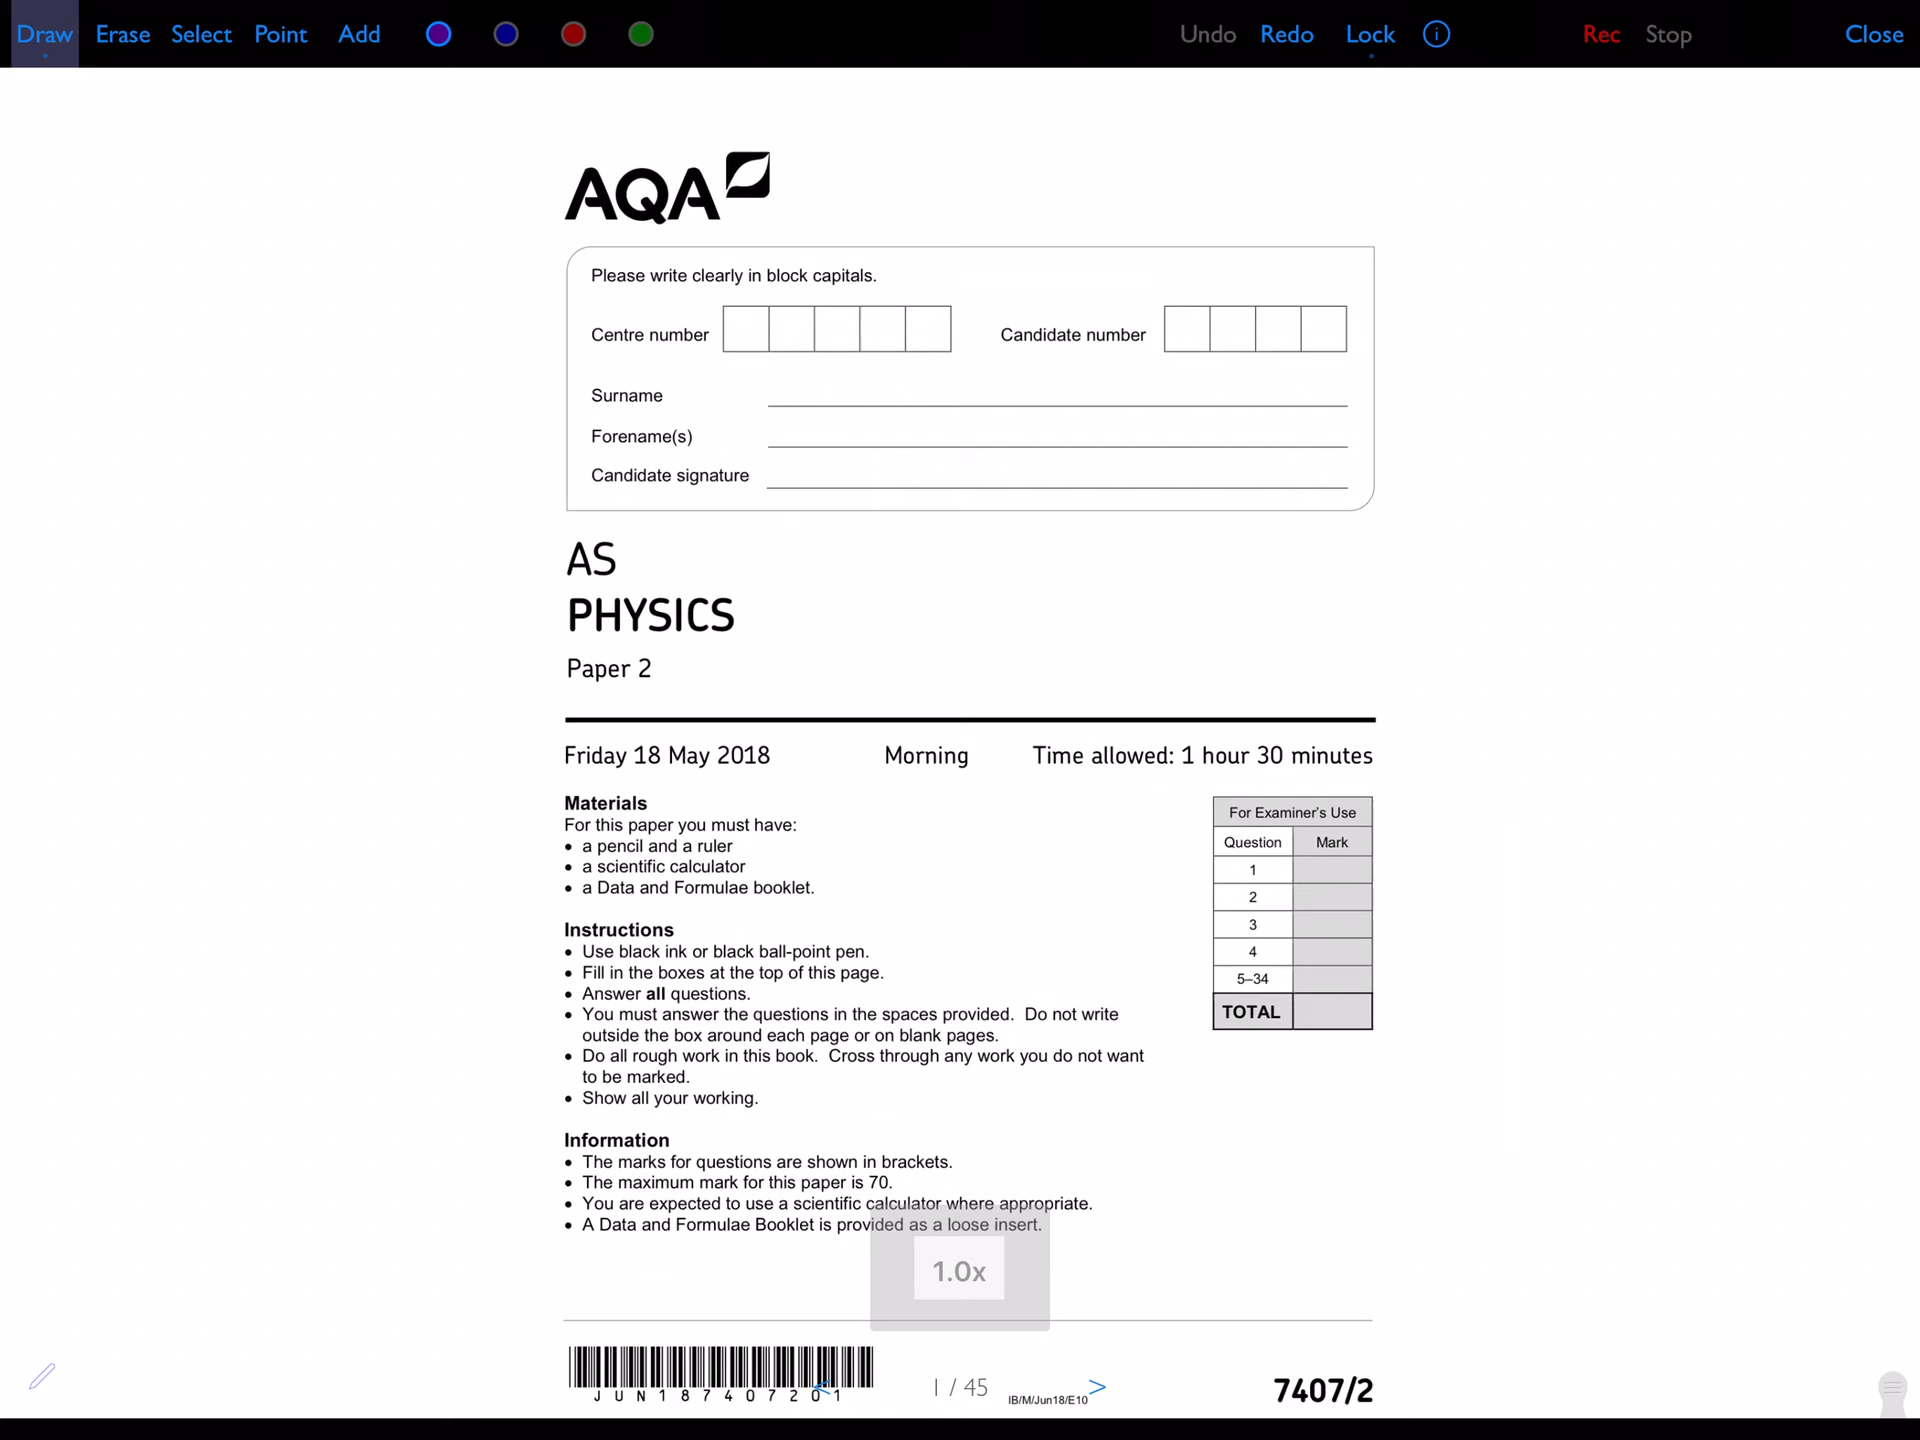 Draw Erase Select Point Add Undo Redo Lock i Rec Stop Close
AQA
Please write clearly in block capitals.
Centre number Candidate number
Surname
Forename(s)
Candidate signature
AS
PHYSICS
Paper 2
Friday 18 May 2018 Morning Time allowed: 1 hour 30 minutes
Materials
For this paper you must have:
• a pencil and a ruler
• a scientific calculator
• a Data and Formulae booklet.
Instructions
• Use black ink or black ball-point pen.
• Fill in the boxes at the top of this page.
• Answer all questions.
• You must answer the questions in the spaces provided. Do not write
outside the box around each page or on blank pages.
• Do all rough work in this book. Cross through any work you do not want
to be marked.
• Show all your working.
Information
• The marks for questions are shown in brackets.
• The maximum mark for this paper is 70.
• You are expected to use a scientific calculator where appropriate.
• A Data and Formulae Booklet is provided as a loose insert.
For Examiner's Use
Question Mark
1
2
3
4
5–34
TOTAL
1.0x
JUN187407201
< 1 / 45 >
IB/M/Jun18/E10
7407/2